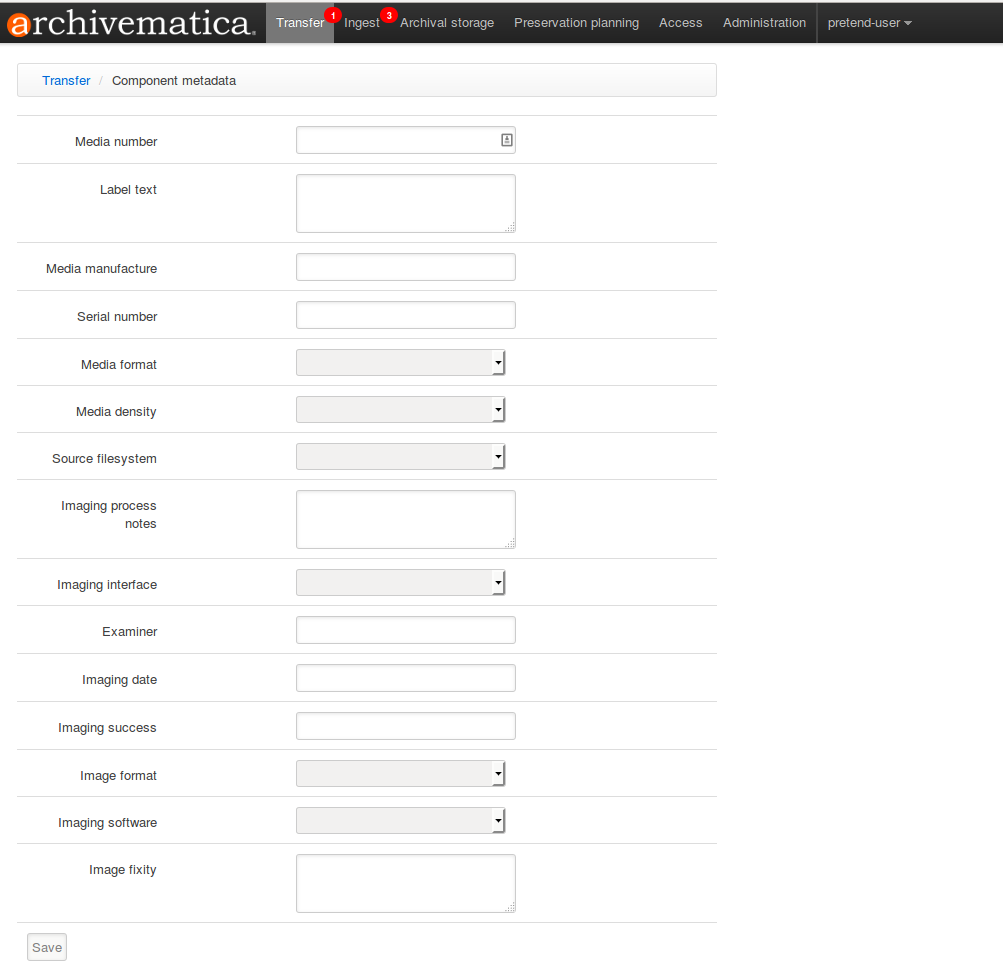 archivematica®
Transfer 1 Ingest 3 Archival storage Preservation planning Access Administration pretend-user
Transfer / Component metadata
Media number
Label text
Media manufacture
Serial number
Media format
Media density
Source filesystem
Imaging process
notes
Imaging interface
Examiner
Imaging date
Imaging success
Image format
Imaging software
Image fixity
Save